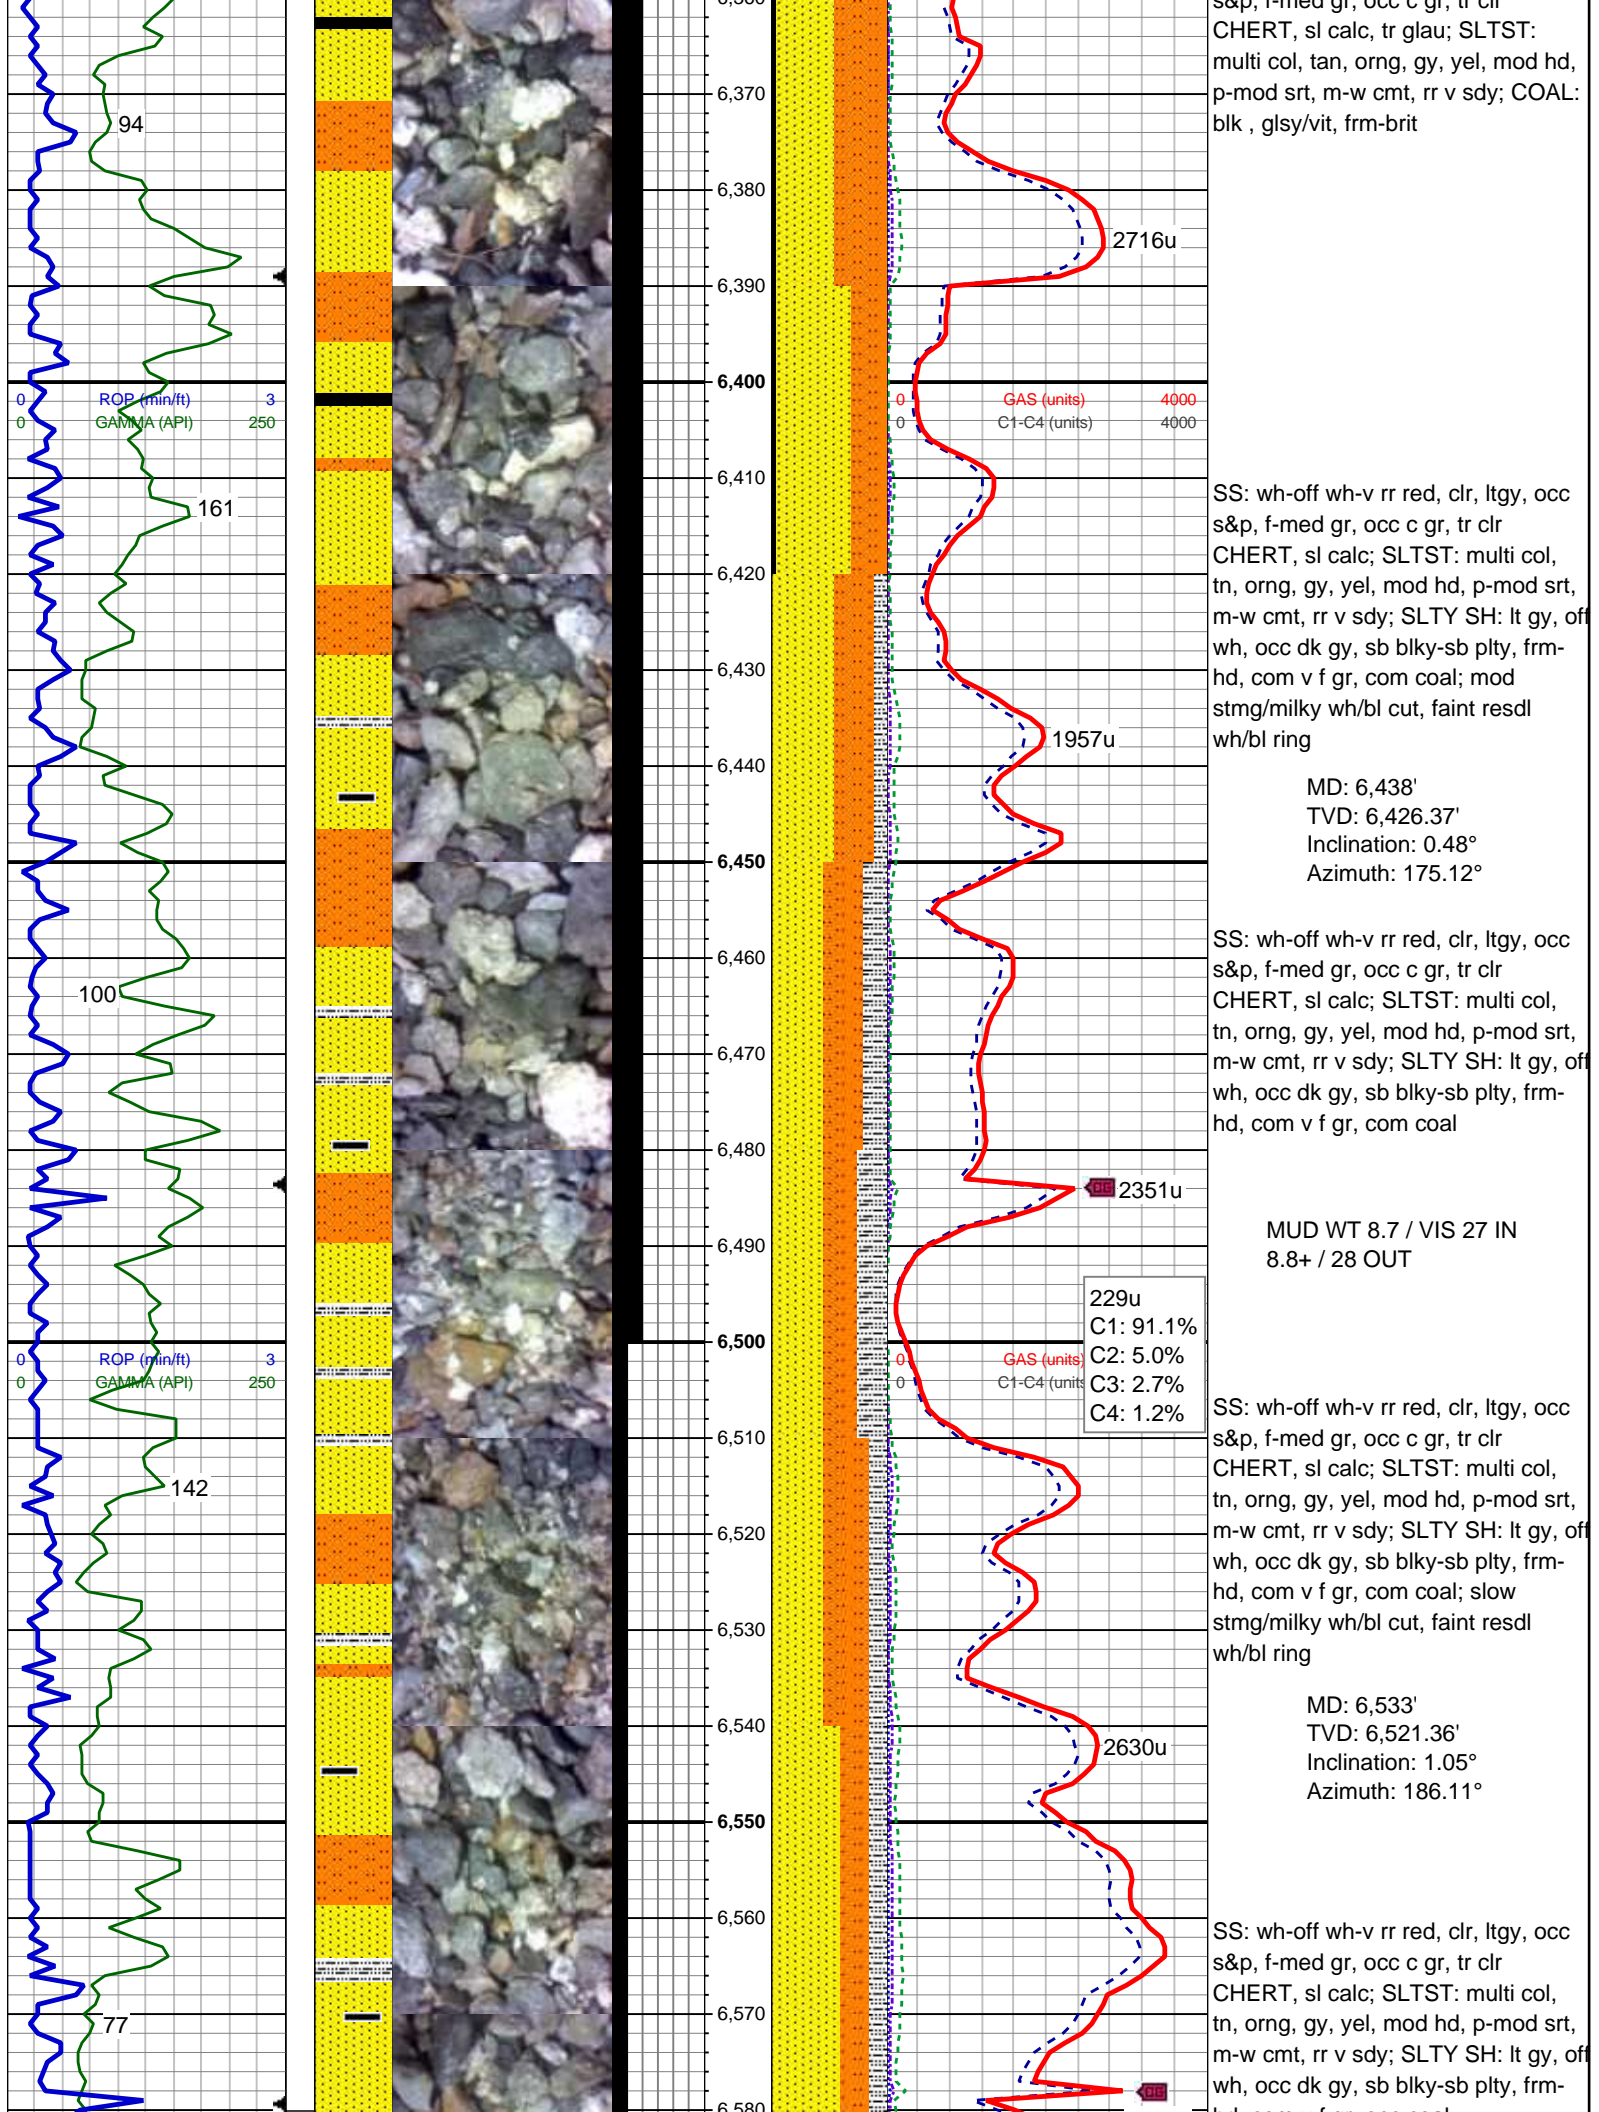 s&p, f-med gr, occ c gr, tr clr
CHERT, sl calc, tr glau; SLTST:
multi col, tan, orng, gy, yel, mod hd,
p-mod srt, m-w cmt, rr v sdy; COAL:
blk , glsy/vit, frm-brit
6,370
94
6,380
2716u
6,390
6,400
0 ROP (min/ft) 3
0 GAMMA (API) 250
0 GAS (units) 4000
0 C1-C4 (units) 4000
6,410
161
SS: wh-off wh-v rr red, clr, ltgy, occ
s&p, f-med gr, occ c gr, tr clr
CHERT, sl calc; SLTST: multi col,
tn, orng, gy, yel, mod hd, p-mod srt,
m-w cmt, rr v sdy; SLTY SH: lt gy, off
wh, occ dk gy, sb blky-sb plty, frm-
hd, com v f gr, com coal; mod
stmg/milky wh/bl cut, faint resdl
wh/bl ring
6,420
6,430
1957u
6,440
MD: 6,438'
TVD: 6,426.37'
Inclination: 0.48°
Azimuth: 175.12°
6,450
6,460
100
SS: wh-off wh-v rr red, clr, ltgy, occ
s&p, f-med gr, occ c gr, tr clr
CHERT, sl calc; SLTST: multi col,
tn, orng, gy, yel, mod hd, p-mod srt,
m-w cmt, rr v sdy; SLTY SH: lt gy, off
wh, occ dk gy, sb blky-sb plty, frm-
hd, com v f gr, com coal
6,470
6,480
CG 2351u
6,490
MUD WT 8.7 / VIS 27 IN
8.8+ / 28 OUT
229u
C1: 91.1%
C2: 5.0%
C3: 2.7%
C4: 1.2%
6,500
0 ROP (min/ft) 3
0 GAMMA (API) 250
0 GAS (units)
0 C1-C4 (units
6,510
142
SS: wh-off wh-v rr red, clr, ltgy, occ
s&p, f-med gr, occ c gr, tr clr
CHERT, sl calc; SLTST: multi col,
tn, orng, gy, yel, mod hd, p-mod srt,
m-w cmt, rr v sdy; SLTY SH: lt gy, off
wh, occ dk gy, sb blky-sb plty, frm-
hd, com v f gr, com coal; slow
stmg/milky wh/bl cut, faint resdl
wh/bl ring
6,520
6,530
6,540
2630u
MD: 6,533'
TVD: 6,521.36'
Inclination: 1.05°
Azimuth: 186.11°
6,550
6,560
SS: wh-off wh-v rr red, clr, ltgy, occ
s&p, f-med gr, occ c gr, tr clr
CHERT, sl calc; SLTST: multi col,
tn, orng, gy, yel, mod hd, p-mod srt,
m-w cmt, rr v sdy; SLTY SH: lt gy, off
wh, occ dk gy, sb blky-sb plty, frm-
6,570
77
CG
6,580